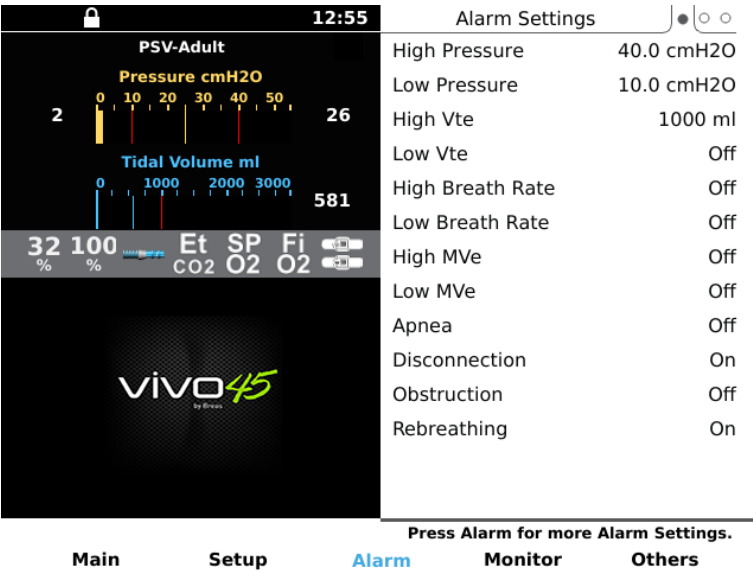 12:55
PSV-Adult
Pressure cmH2O
0 10 20 30 40 50
2 26
Tidal Volume ml
0 1000 2000 3000
581
32 % 100 % Et CO2 SP O2 Fi O2
vivo45
by Breas
Alarm Settings
High Pressure 40.0 cmH2O
Low Pressure 10.0 cmH2O
High Vte 1000 ml
Low Vte Off
High Breath Rate Off
Low Breath Rate Off
High MVe Off
Low MVe Off
Apnea Off
Disconnection On
Obstruction Off
Rebreathing On
Press Alarm for more Alarm Settings.
Main Setup Alarm Monitor Others